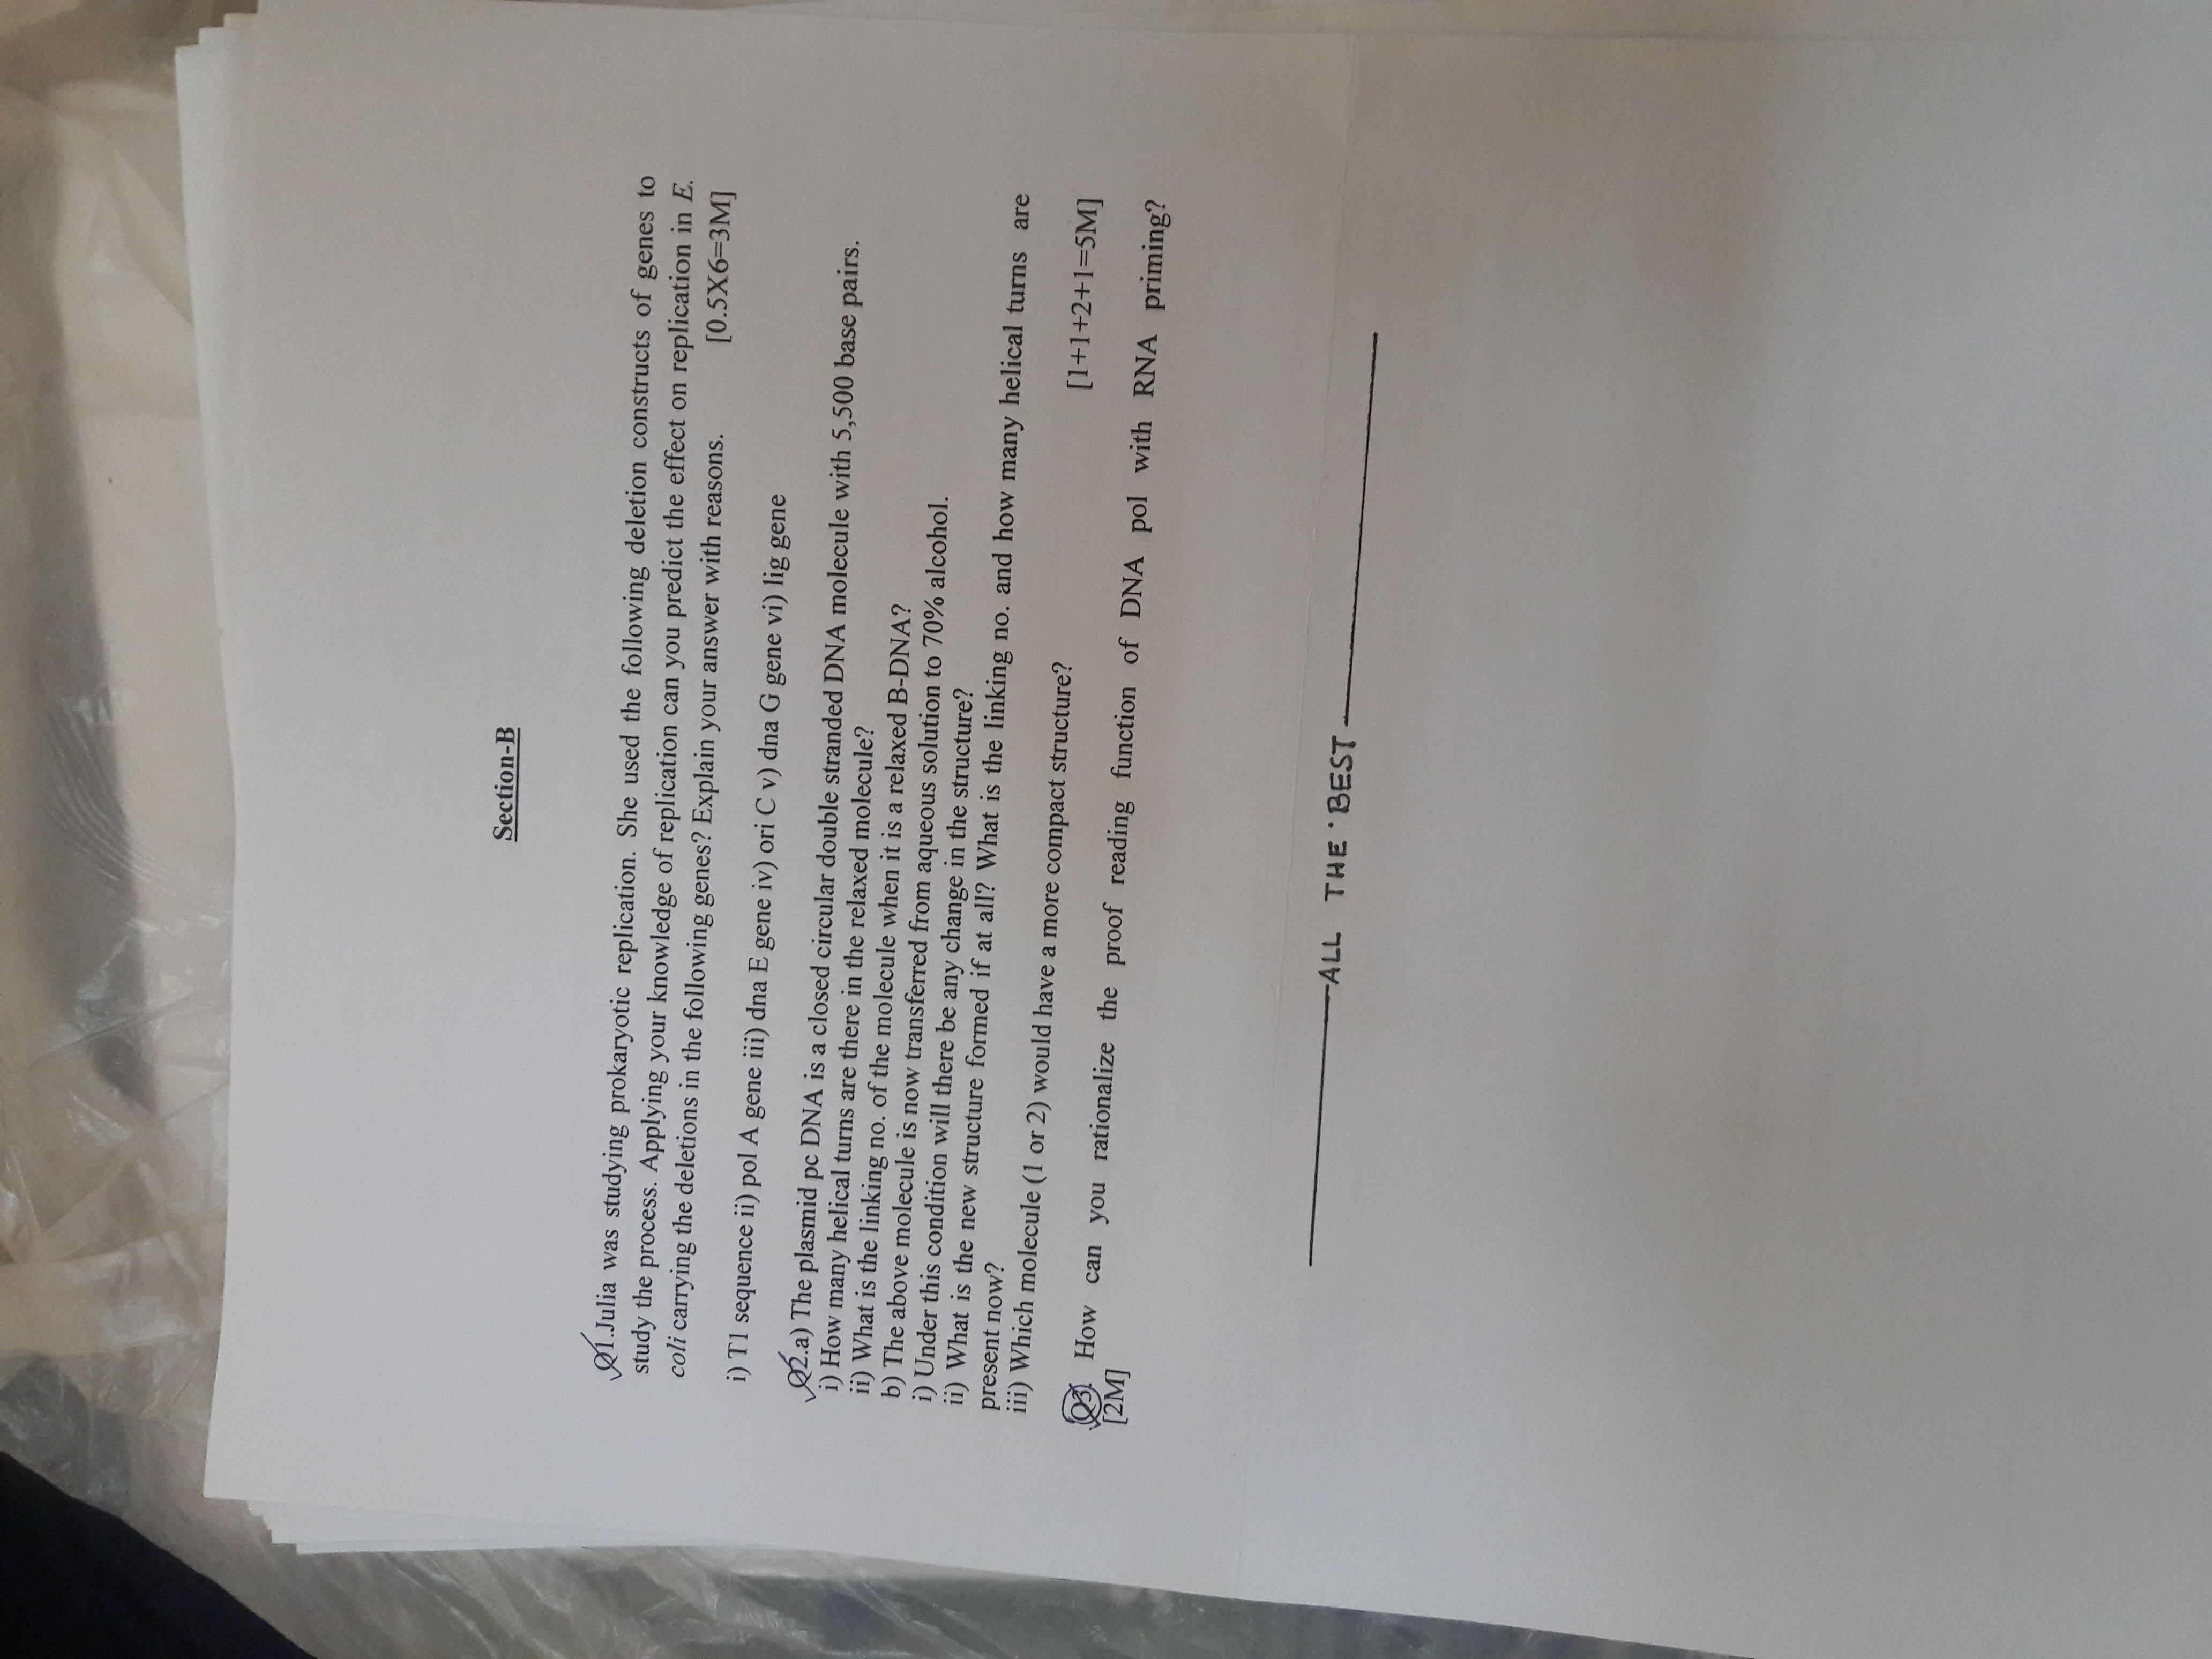 Section-B
Q1.Julia was studying prokaryotic replication. She used the following deletion constructs of genes to
study the process. Applying your knowledge of replication can you predict the effect on replication in E.
coli carrying the deletions in the following genes? Explain your answer with reasons. [0.5X6=3M]
i) T1 sequence ii) pol A gene iii) dna E gene iv) ori C v) dna G gene vi) lig gene
Q2.a) The plasmid pc DNA is a closed circular double stranded DNA molecule with 5,500 base pairs.
i) How many helical turns are there in the relaxed molecule?
ii) What is the linking no. of the molecule when it is a relaxed B-DNA?
b) The above molecule is now transferred from aqueous solution to 70% alcohol.
i) Under this condition will there be any change in the structure?
ii) What is the new structure formed if at all? What is the linking no. and how many helical turns are
present now?
iii) Which molecule (1 or 2) would have a more compact structure? [1+1+2+1=5M]
Q3. How can you rationalize the proof reading function of DNA pol with RNA priming?
[2M]
ALL THE BEST